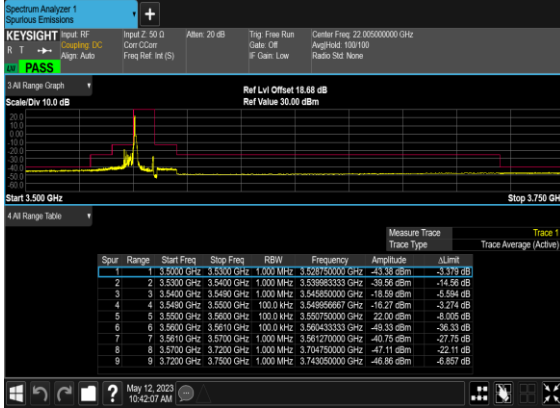 Spectrum Analyzer 1
Spurious Emissions
+
KEYSIGHT
R T
Input: RF
Coupling: DC
Align: Auto
Input Z: 50 Ω
Corr CCorr
Freq Ref: Int (S)
Atten: 20 dB
Trig: Free Run
Gate: Off
IF Gain: Low
Center Freq: 22.005000000 GHz
Avg|Hold: 100/100
Radio Std: None
PASS
3 All Range Graph
Scale/Div 10.0 dB
Ref Lvl Offset 18.68 dB
Ref Value 30.00 dBm
20.0
10.0
0.00
-10.0
-20.0
-30.0
-40.0
-50.0
-60.0
Start 3.500 GHz
Stop 3.750 GH
4 All Range Table
Measure Trace Trace 1
Trace Type Trace Average (Active)
Spur Range Start Freq Stop Freq RBW Frequency Amplitude ΔLimit
1 1 3.5000 GHz 3.5300 GHz 1.000 MHz 3.528750000 GHz -43.38 dBm -3.379 dB
2 2 3.5300 GHz 3.5400 GHz 1.000 MHz 3.539983333 GHz -39.56 dBm -14.56 dB
3 3 3.5400 GHz 3.5490 GHz 1.000 MHz 3.545850000 GHz -18.59 dBm -5.594 dB
4 4 3.5490 GHz 3.5500 GHz 100.0 kHz 3.549956667 GHz -16.27 dBm -3.274 dB
5 5 3.5500 GHz 3.5600 GHz 100.0 kHz 3.550750000 GHz 22.00 dBm -8.005 dB
6 6 3.5600 GHz 3.5610 GHz 100.0 kHz 3.560433333 GHz -49.33 dBm -36.33 dB
7 7 3.5610 GHz 3.5700 GHz 1.000 MHz 3.561270000 GHz -40.75 dBm -27.75 dB
8 8 3.5700 GHz 3.7200 GHz 1.000 MHz 3.704750000 GHz -47.11 dBm -22.11 dB
9 9 3.7200 GHz 3.7500 GHz 1.000 MHz 3.743050000 GHz -46.86 dBm -6.857 dB
?
May 12, 2023
10:42:07 AM